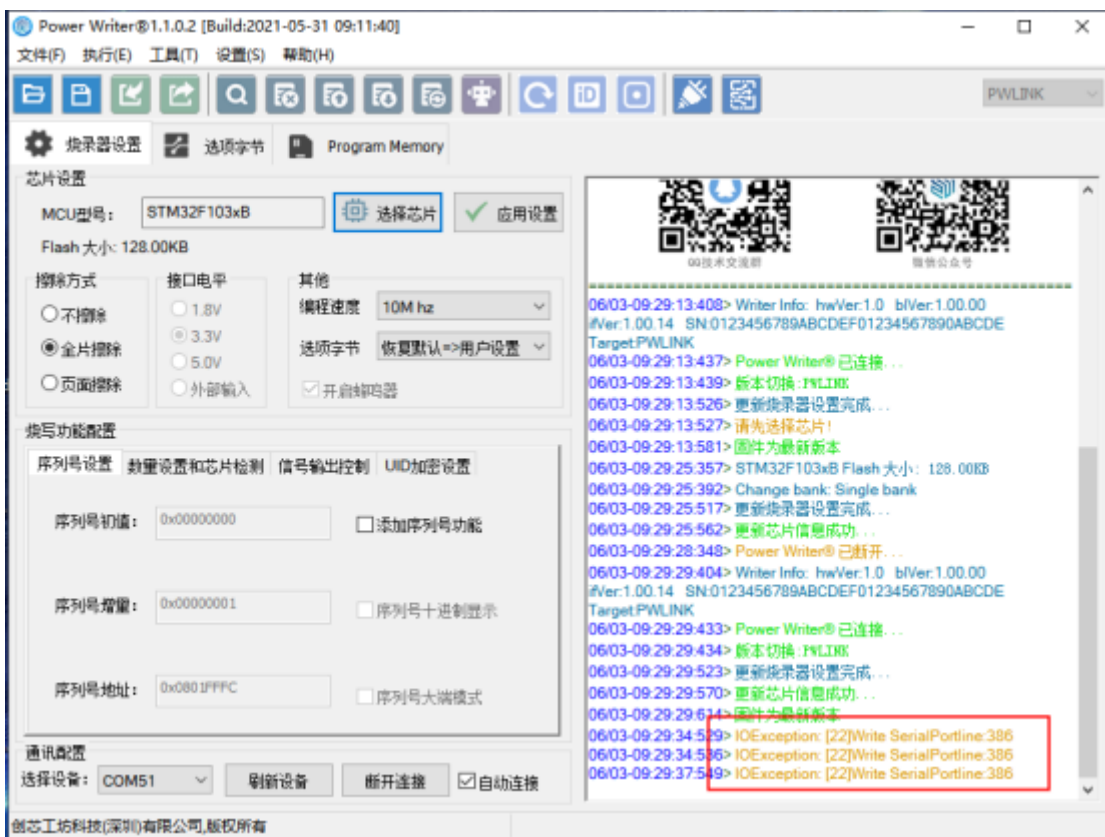 Power Writer®1.1.0.2 [Build:2021-05-31 09:11:40]
文件(F) 执行(E) 工具(T) 设置(S) 帮助(H)
PWLINK
烧录器设置 选项字节 Program Memory
芯片设置
MCU型号: STM32F103xB 选择芯片 应用设置
Flash 大小: 128.00KB
擦除方式
不擦除
全片擦除
页面擦除
接口电平
1.8V
3.3V
5.0V
外部输入
其他
编程速度 10M hz
选项字节 恢复默认=>用户设置
开启蜂鸣器
烧写功能配置
序列号设置 数量设置和芯片检测 信号输出控制 UID加密设置
序列号初值: 0x00000000 添加序列号功能
序列号增量: 0x00000001 序列号十进制显示
序列号地址: 0x0801FFFC 序列号大端模式
通讯配置
选择设备: COM51 刷新设备 断开连接 自动连接
创芯工坊科技(深圳)有限公司,版权所有
QQ技术交流群 微信公众号
06/03-09:29:13:408> Writer Info: hwVer:1.0 blVer:1.00.00
ifVer:1.00.14 SN:0123456789ABCDEF01234567890ABCDE
Target:PWLINK
06/03-09:29:13:437> Power Writer® 已连接...
06/03-09:29:13:439> 版本切换:PWLINK
06/03-09:29:13:526> 更新烧录器设置完成...
06/03-09:29:13:527> 请先选择芯片!
06/03-09:29:13:581> 固件为最新版本
06/03-09:29:25:357> STM32F103xB Flash 大小: 128.00KB
06/03-09:29:25:392> Change bank: Single bank
06/03-09:29:25:517> 更新烧录器设置完成...
06/03-09:29:25:562> 更新芯片信息成功...
06/03-09:29:28:348> Power Writer® 已断开...
06/03-09:29:29:404> Writer Info: hwVer:1.0 blVer:1.00.00
ifVer:1.00.14 SN:0123456789ABCDEF01234567890ABCDE
Target:PWLINK
06/03-09:29:29:433> Power Writer® 已连接...
06/03-09:29:29:434> 版本切换:PWLINK
06/03-09:29:29:523> 更新烧录器设置完成...
06/03-09:29:29:570> 更新芯片信息成功...
06/03-09:29:29:614> 固件为最新版本
06/03-09:29:34:529> IOException: [22]Write SerialPortline:386
06/03-09:29:34:536> IOException: [22]Write SerialPortline:386
06/03-09:29:37:549> IOException: [22]Write SerialPortline:386